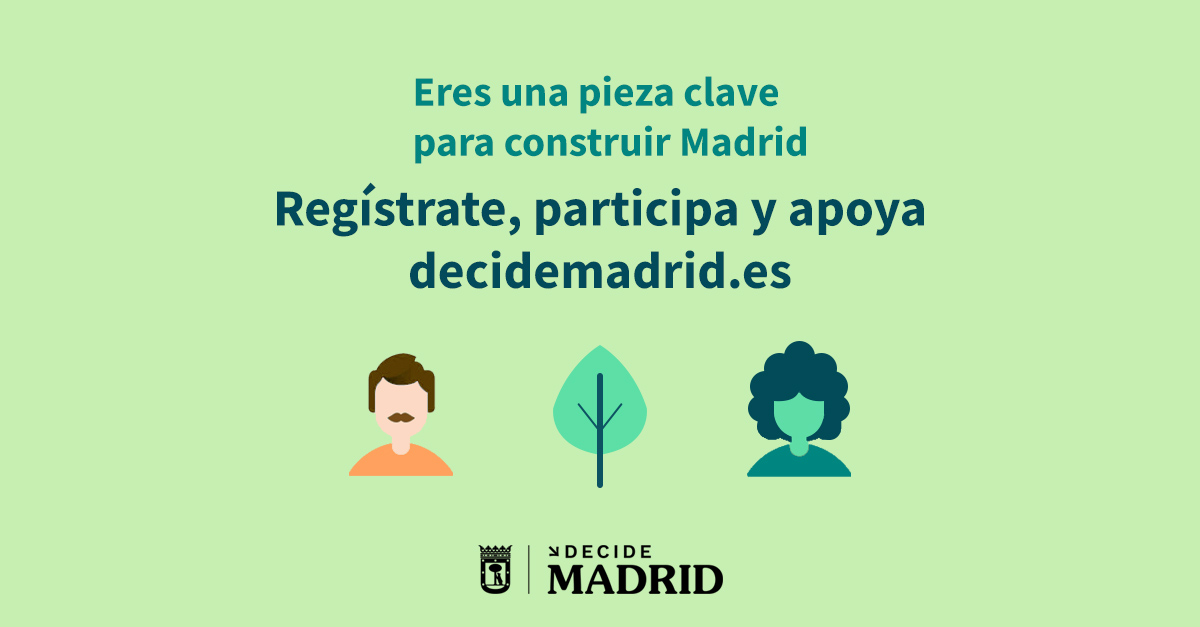 Eres una pieza clave
para construir Madrid
Regístrate, participa y apoya
decidemadrid.es
DECIDE
MADRID